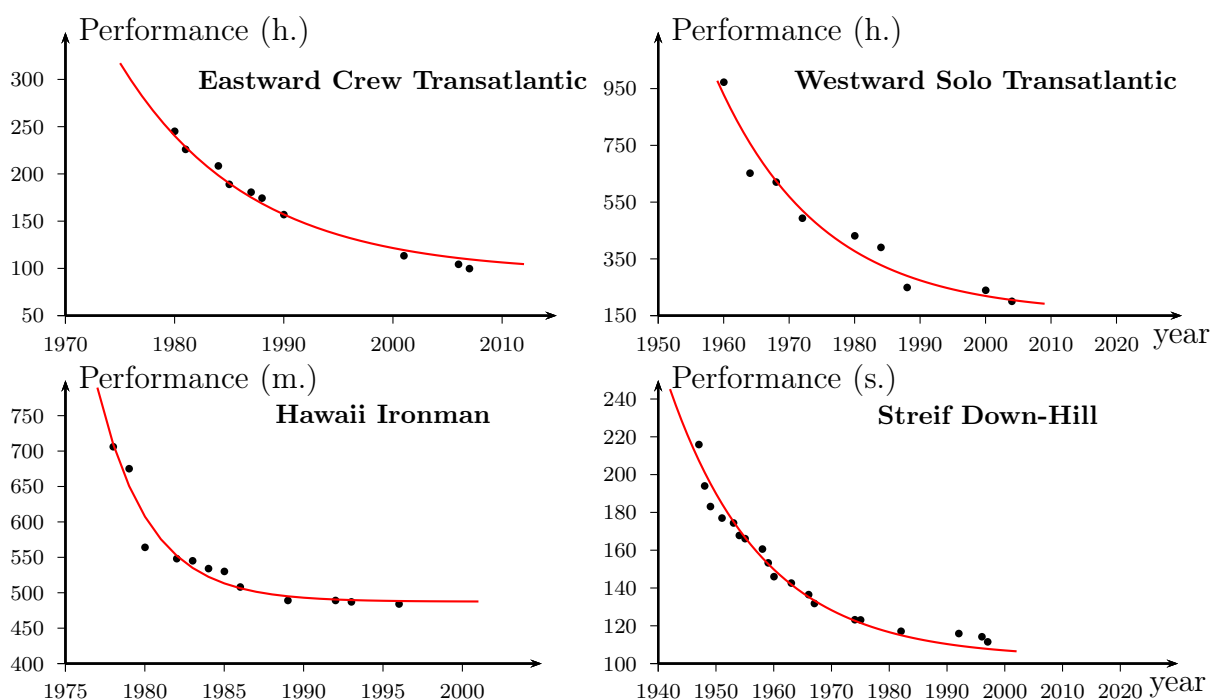 Performance (h.)
Eastward Crew Transatlantic
300
250
200
150
100
50
1970 1980 1990 2000 2010
Performance (h.)
Westward Solo Transatlantic
950
750
550
350
150
1950 1960 1970 1980 1990 2000 2010 2020 year
Performance (m.)
Hawaii Ironman
750
700
650
600
550
500
450
400
1975 1980 1985 1990 1995 2000
Performance (s.)
Streif Down-Hill
240
220
200
180
160
140
120
100
1940 1950 1960 1970 1980 1990 2000 2010 2020 year